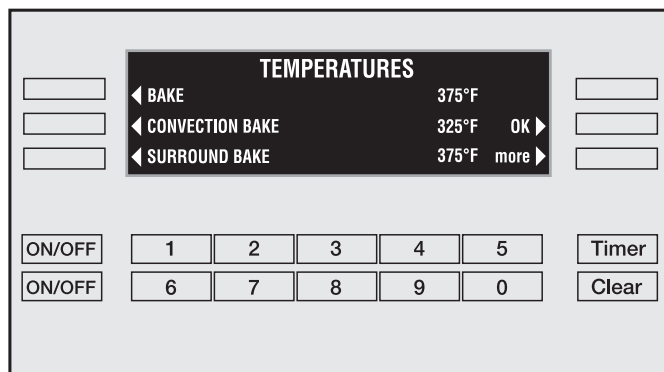 TEMPERATURES
BAKE 375°F
CONVECTION BAKE 325°F OK
SURROUND BAKE 375°F more
ON/OFF 1 2 3 4 5 Timer
ON/OFF 6 7 8 9 0 Clear